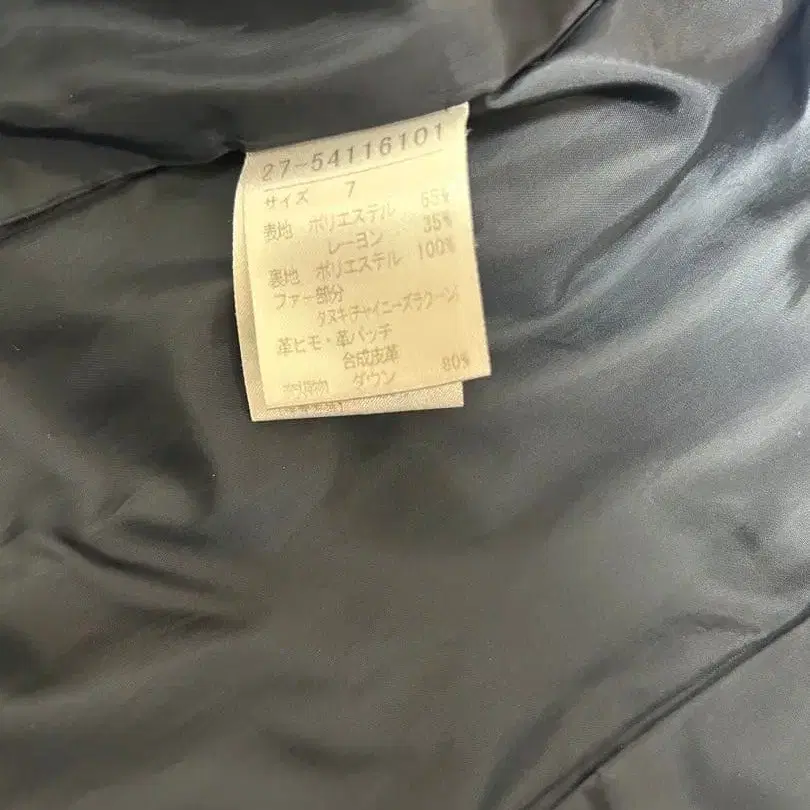 27-54116101
サイズ 7
表地 ポリエステル 65%
レーヨン 35%
裏地 ポリエステル 100%
ファー部分
タヌキ(チャイニーズラクーン)
革ヒモ・革パッチ
合成皮革
ダウン 80%